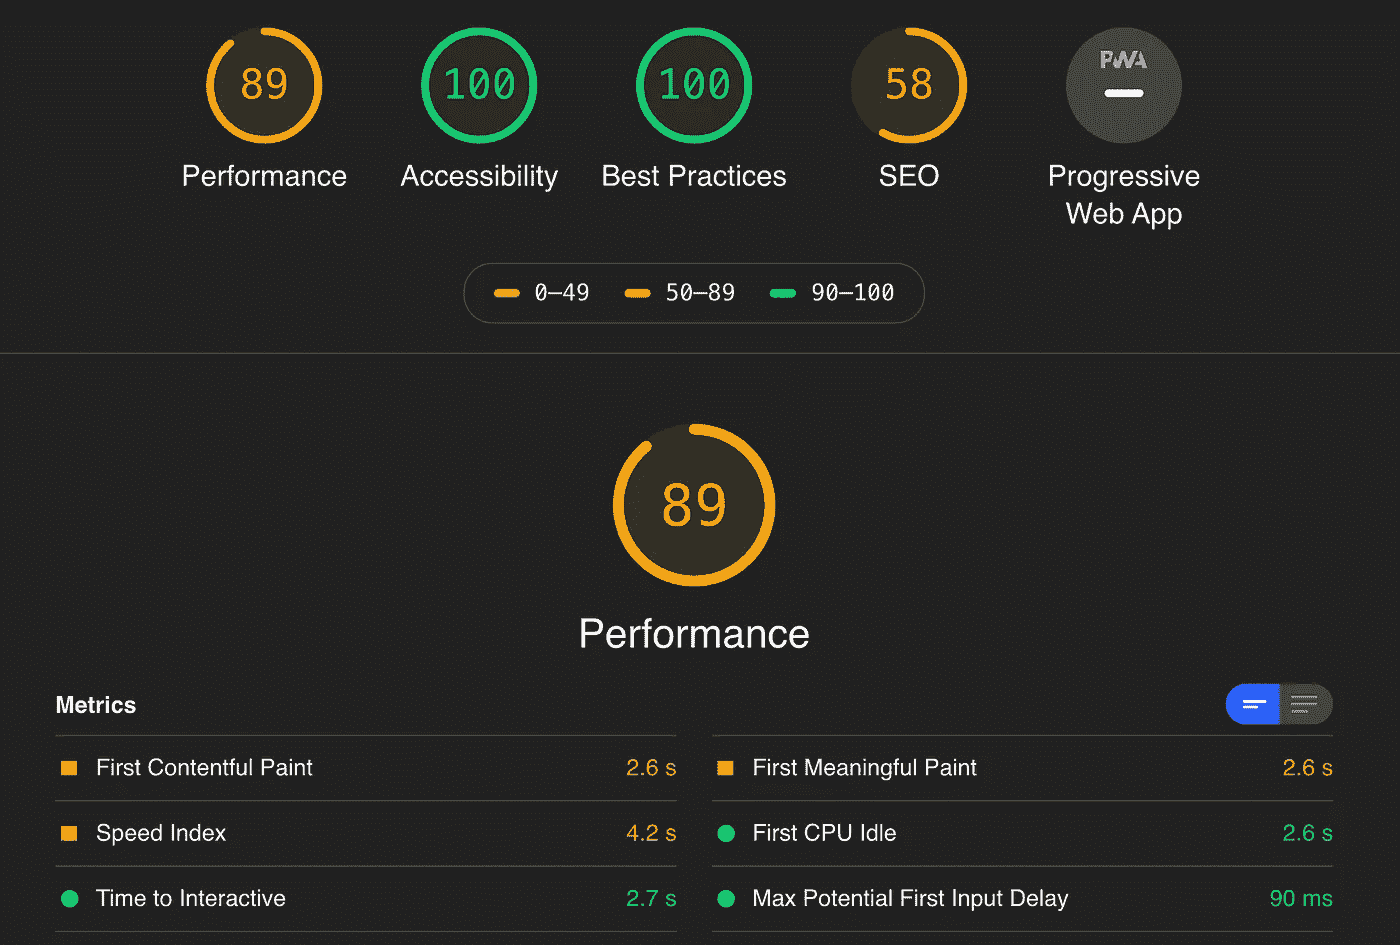 89 100 100 58 PWA
Performance Accessibility Best Practices SEO Progressive
Web App
0–49 50–89 90–100
89
Performance
Metrics
First Contentful Paint 2.6 s First Meaningful Paint 2.6 s
Speed Index 4.2 s First CPU Idle 2.6 s
Time to Interactive 2.7 s Max Potential First Input Delay 90 ms